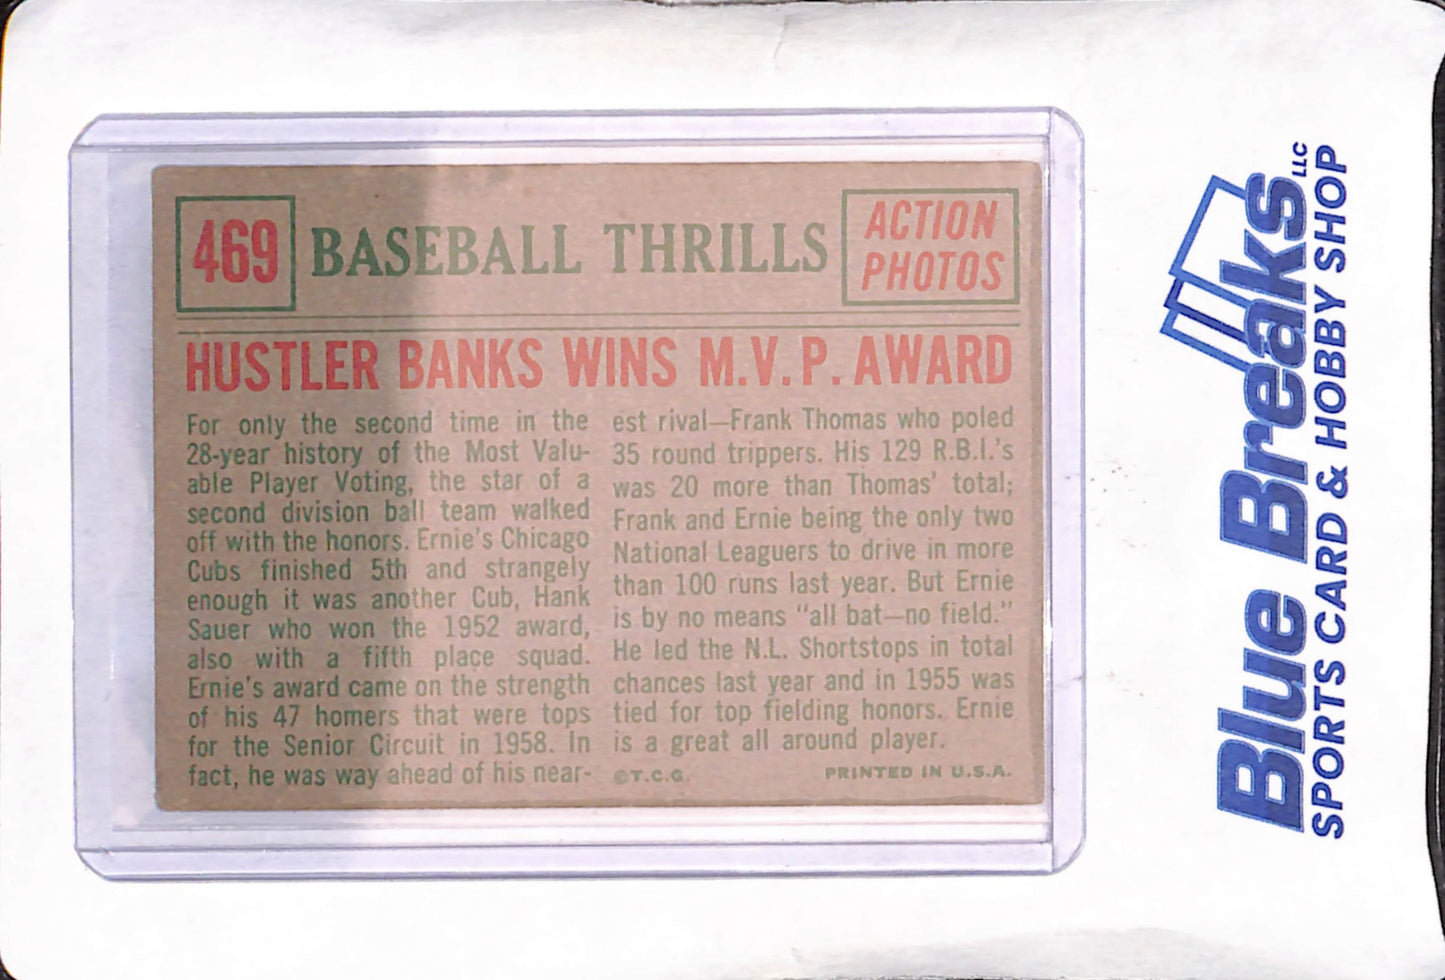 469
BASEBALL THRILLS
ACTION
PHOTOS
HUSTLER BANKS WINS M.V.P. AWARD
For only the second time in the
28-year history of the Most Valu-
able Player Voting, the star of a
second division ball team walked
off with the honors. Ernie's Chicago
Cubs finished 5th and strangely
enough it was another Cub, Hank
Sauer who won the 1952 award,
also with a fifth place squad.
Ernie's award came on the strength
of his 47 homers that were tops
for the Senior Circuit in 1958. In
fact, he was way ahead of his near-
est rival—Frank Thomas who poled
35 round trippers. His 129 R.B.I.'s
was 20 more than Thomas' total;
Frank and Ernie being the only two
National Leaguers to drive in more
than 100 runs last year. But Ernie
is by no means "all bat—no field."
He led the N.L. Shortstops in total
chances last year and in 1955 was
tied for top fielding honors. Ernie
is a great all around player.
©T.C.G.
PRINTED IN U.S.A.
Blue Breaks LLC
SPORTS CARD & HOBBY SHOP